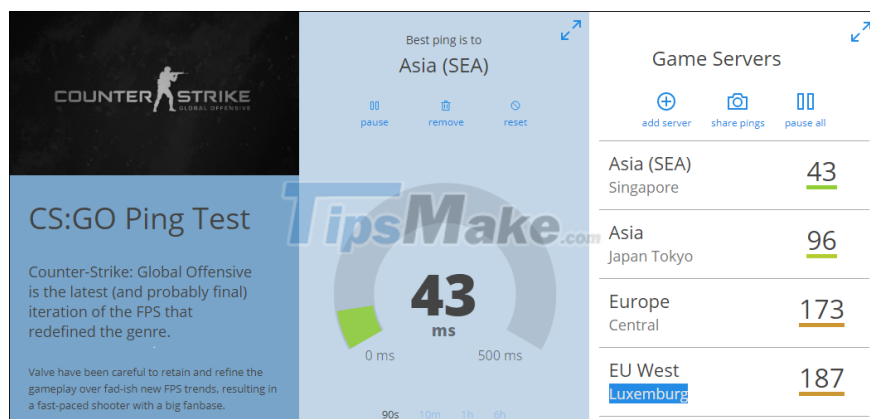 COUNTER STRIKE
GLOBAL OFFENSIVE
CS:GO Ping Test
Counter-Strike: Global Offensive
is the latest (and probably final)
iteration of the FPS that
redefined the genre.
Valve have been careful to retain and refine the
gameplay over fad-ish new FPS trends, resulting in
a fast-paced shooter with a big fanbase.
Best ping is to
Asia (SEA)
pause remove reset
TipsMake.com
43
ms
0 ms 500 ms
90s 10m 1h 6h
Game Servers
add server share pings pause all
Asia (SEA) 43
Singapore
Asia 96
Japan Tokyo
Europe 173
Central
EU West 187
Luxemburg